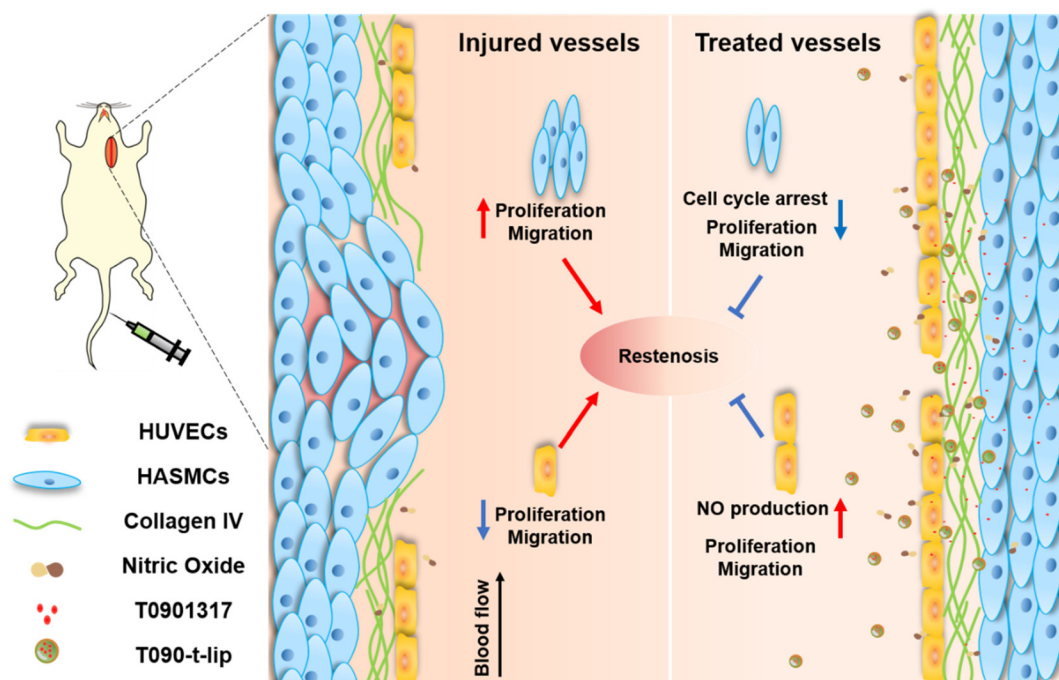 Injured vessels
Treated vessels
Proliferation
Migration
Cell cycle arrest
Proliferation
Migration
Restenosis
Proliferation
Migration
NO production
Proliferation
Migration
Blood flow
HUVECs
HASMCs
Collagen IV
Nitric Oxide
T0901317
T090-t-lip